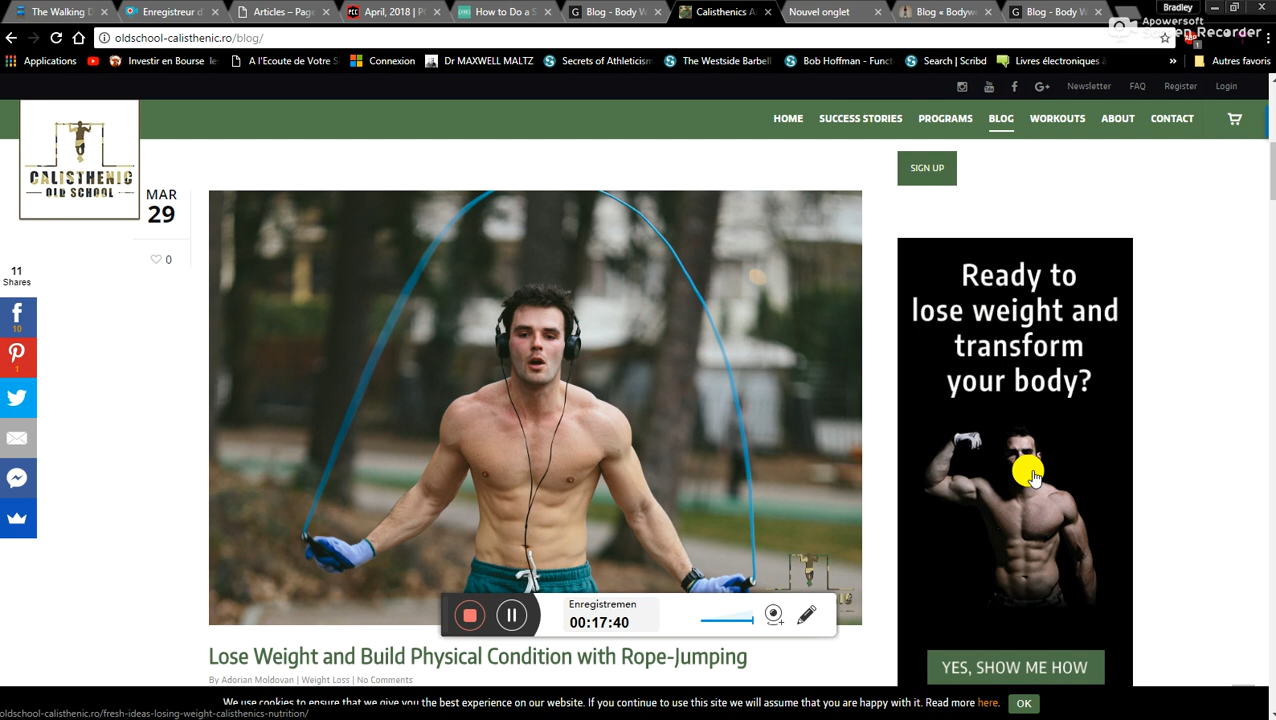 The Walking D
Enregistreur d'
Articles – Page
April, 2018 | PC
How to Do a S
Blog - Body W
Calisthenics A
Nouvel onglet
Blog « Bodywe
Blog - Body W
Bradley
Apowersoft
Screen Recorder
oldschool-calisthenic.ro/blog/
Applications
Investir en Bourse les
A l'Ecoute de Votre S
Connexion
Dr MAXWELL MALTZ
Secrets of Athleticism
The Westside Barbell
Bob Hoffman - Funct
Search | Scribd
Livres électroniques
Autres favoris
Newsletter
FAQ
Register
Login
HOME
SUCCESS STORIES
PROGRAMS
BLOG
WORKOUTS
ABOUT
CONTACT
CALISTHENIC
OLD SCHOOL
MAR
29
0
SIGN UP
11
Shares
10
1
Ready to
lose weight and
transform
your body?
YES, SHOW ME HOW
Enregistremen
00:17:40
Lose Weight and Build Physical Condition with Rope-Jumping
By Adorian Moldovan | Weight Loss | No Comments
We use cookies to ensure that we give you the best experience on our website. If you continue to use this site we will assume that you are happy with it. Read more here.
OK
oldschool-calisthenic.ro/fresh-ideas-losing-weight-calisthenics-nutrition/